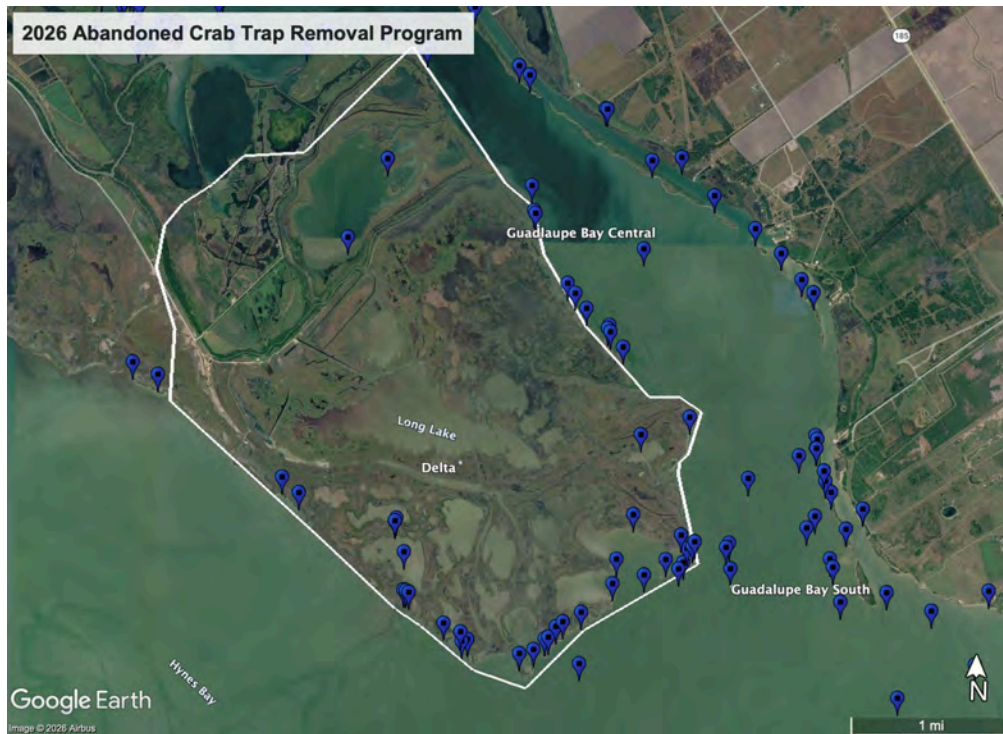 2026 Abandoned Crab Trap Removal Program
185
Guadlaupe Bay Central
Long Lake
Delta
Guadalupe Bay South
Hynes Bay
Google Earth
N
Image © 2026 Airbus
1 mi